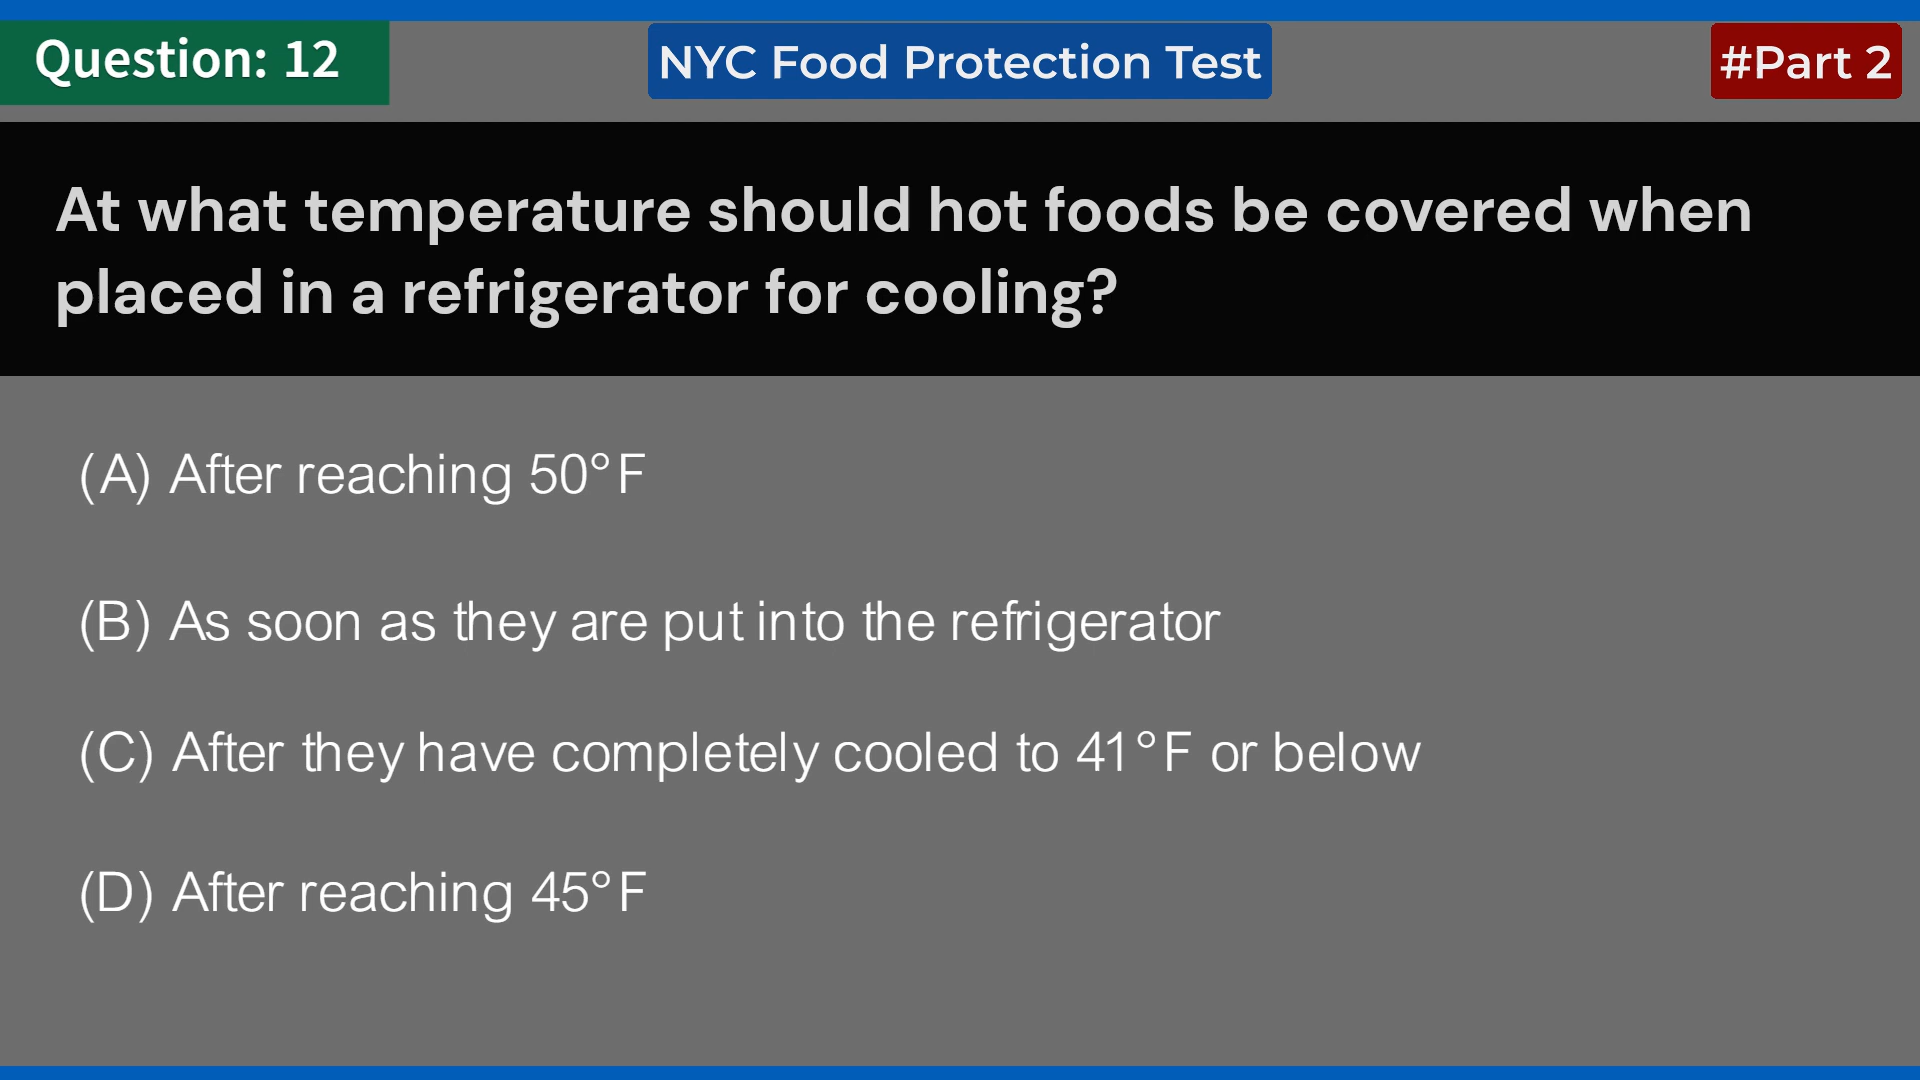 Question: 12
NYC Food Protection Test
#Part 2
At what temperature should hot foods be covered when
placed in a refrigerator for cooling?
(A) After reaching 50°F
(B) As soon as they are put into the refrigerator
(C) After they have completely cooled to 41°F or below
(D) After reaching 45°F